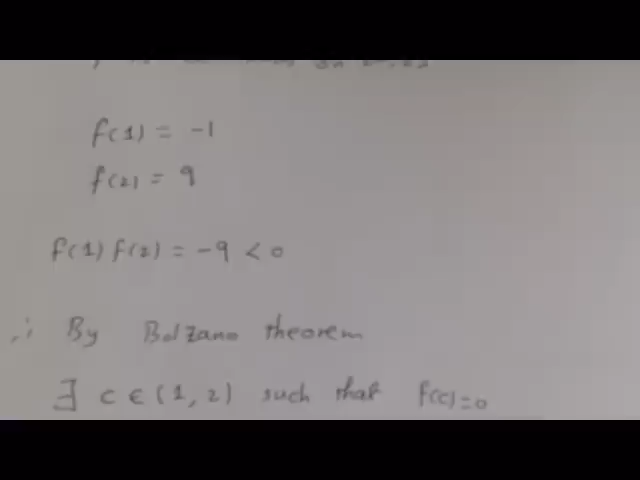 f(1) = -1
f(2) = 9
f(1) f(2) = -9 < 0
∴ By Bolzano theorem
∃ c ∈ (1, 2) such that f(c) = 0